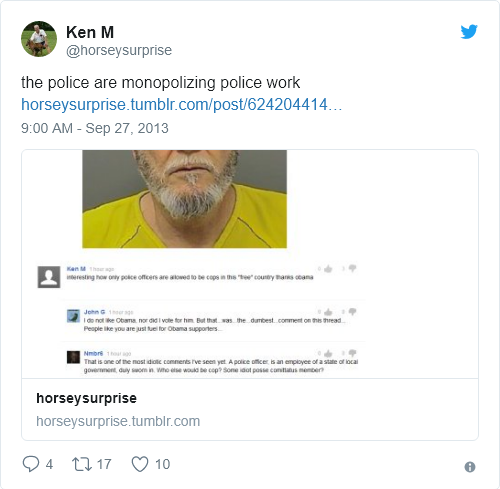 Ken M
@horseysurprise
the police are monopolizing police work
horseysurprise.tumblr.com/post/624204414…
9:00 AM - Sep 27, 2013
Ken M 1 hour ago 0 1
interesting how only police officers are allowed to be cops in this "free" country thanks obama
John G 1 hour ago
I do not like Obama, nor did I vote for him. But that...was...the...dumbest...comment on this thread...
People like you are just fuel for Obama supporters...
Nmbr6 1 hour ago
That is one of the most idiotic comments I've seen yet. A police officer, is an employee of a state of local
government, duly sworn in. Who else would be cop? Some idiot posse comitatus member?
horseysurprise
horseysurprise.tumblr.com
4 17 10